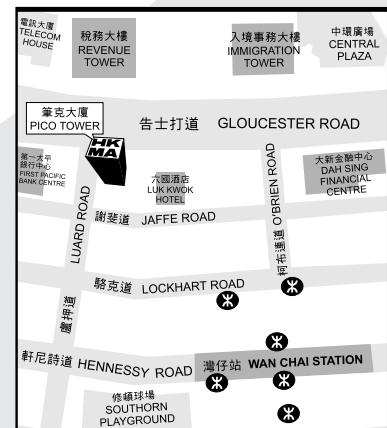 電訊大廈
TELECOM
HOUSE
稅務大樓
REVENUE
TOWER
入境事務大樓
IMMIGRATION
TOWER
中環廣場
CENTRAL
PLAZA
筆克大廈
PICO TOWER
HK
MA
告士打道 GLOUCESTER ROAD
第一太平
銀行中心
FIRST PACIFIC
BANK CENTRE
六國酒店
LUK KWOK
HOTEL
大新金融中心
DAH SING
FINANCIAL
CENTRE
柯布連道 O'BRIEN ROAD
盧押道 LUARD ROAD
謝斐道 JAFFE ROAD
駱克道 LOCKHART ROAD
軒尼詩道 HENNESSY ROAD
灣仔站 WAN CHAI STATION
修頓球場
SOUTHORN
PLAYGROUND